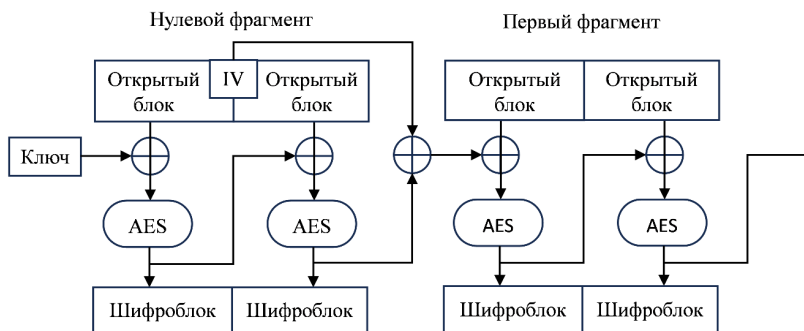 Нулевой фрагмент
Первый фрагмент
Открытый
блок
IV
Открытый
блок
Открытый
блок
Открытый
блок
Ключ
AES
AES
AES
AES
Шифроблок
Шифроблок
Шифроблок
Шифроблок